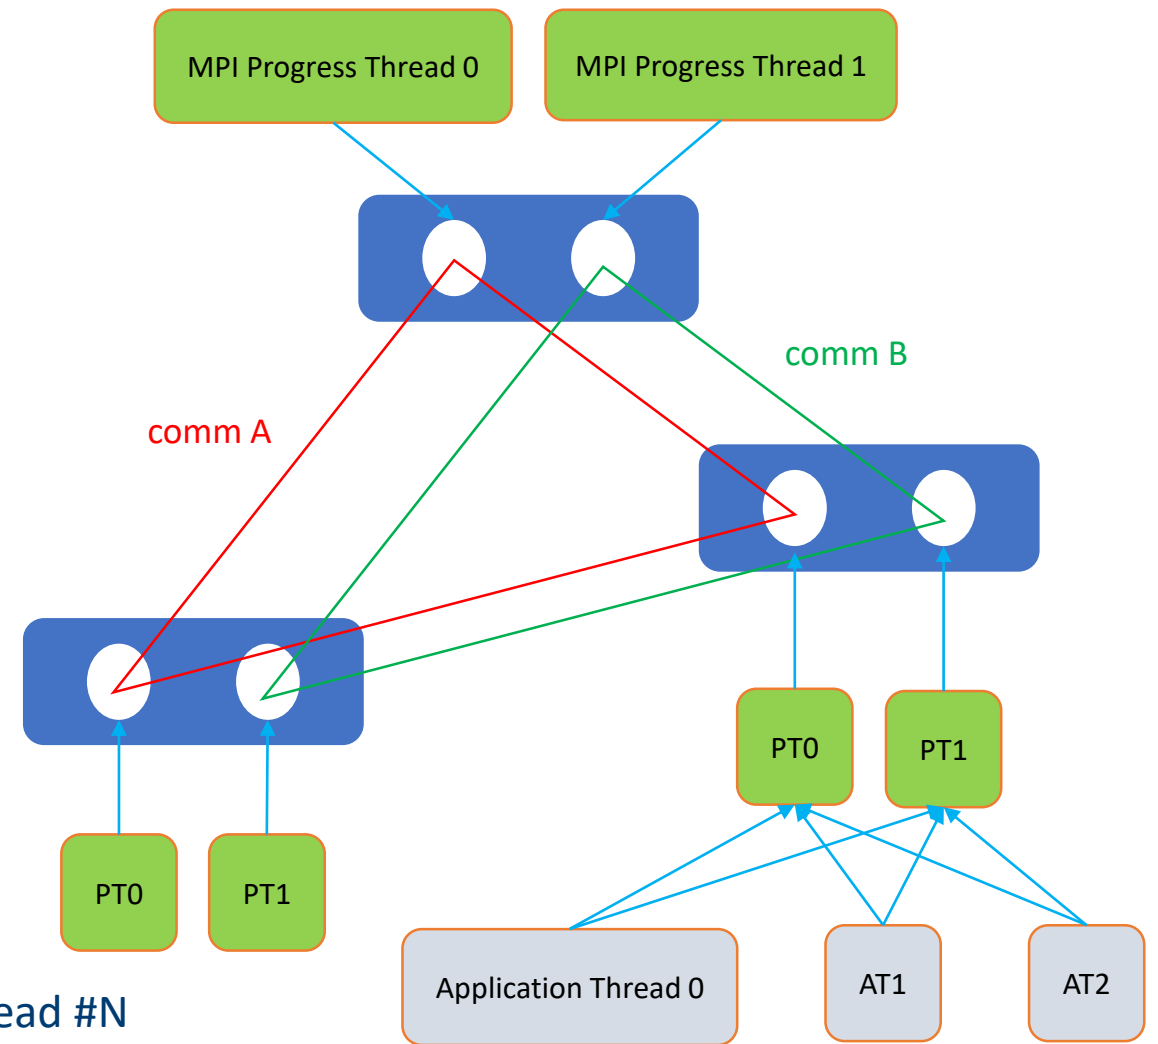 MPI Progress Thread 0
MPI Progress Thread 1
comm B
comm A
PT0
PT1
PT0
PT1
Application Thread 0
AT1
AT2
#N